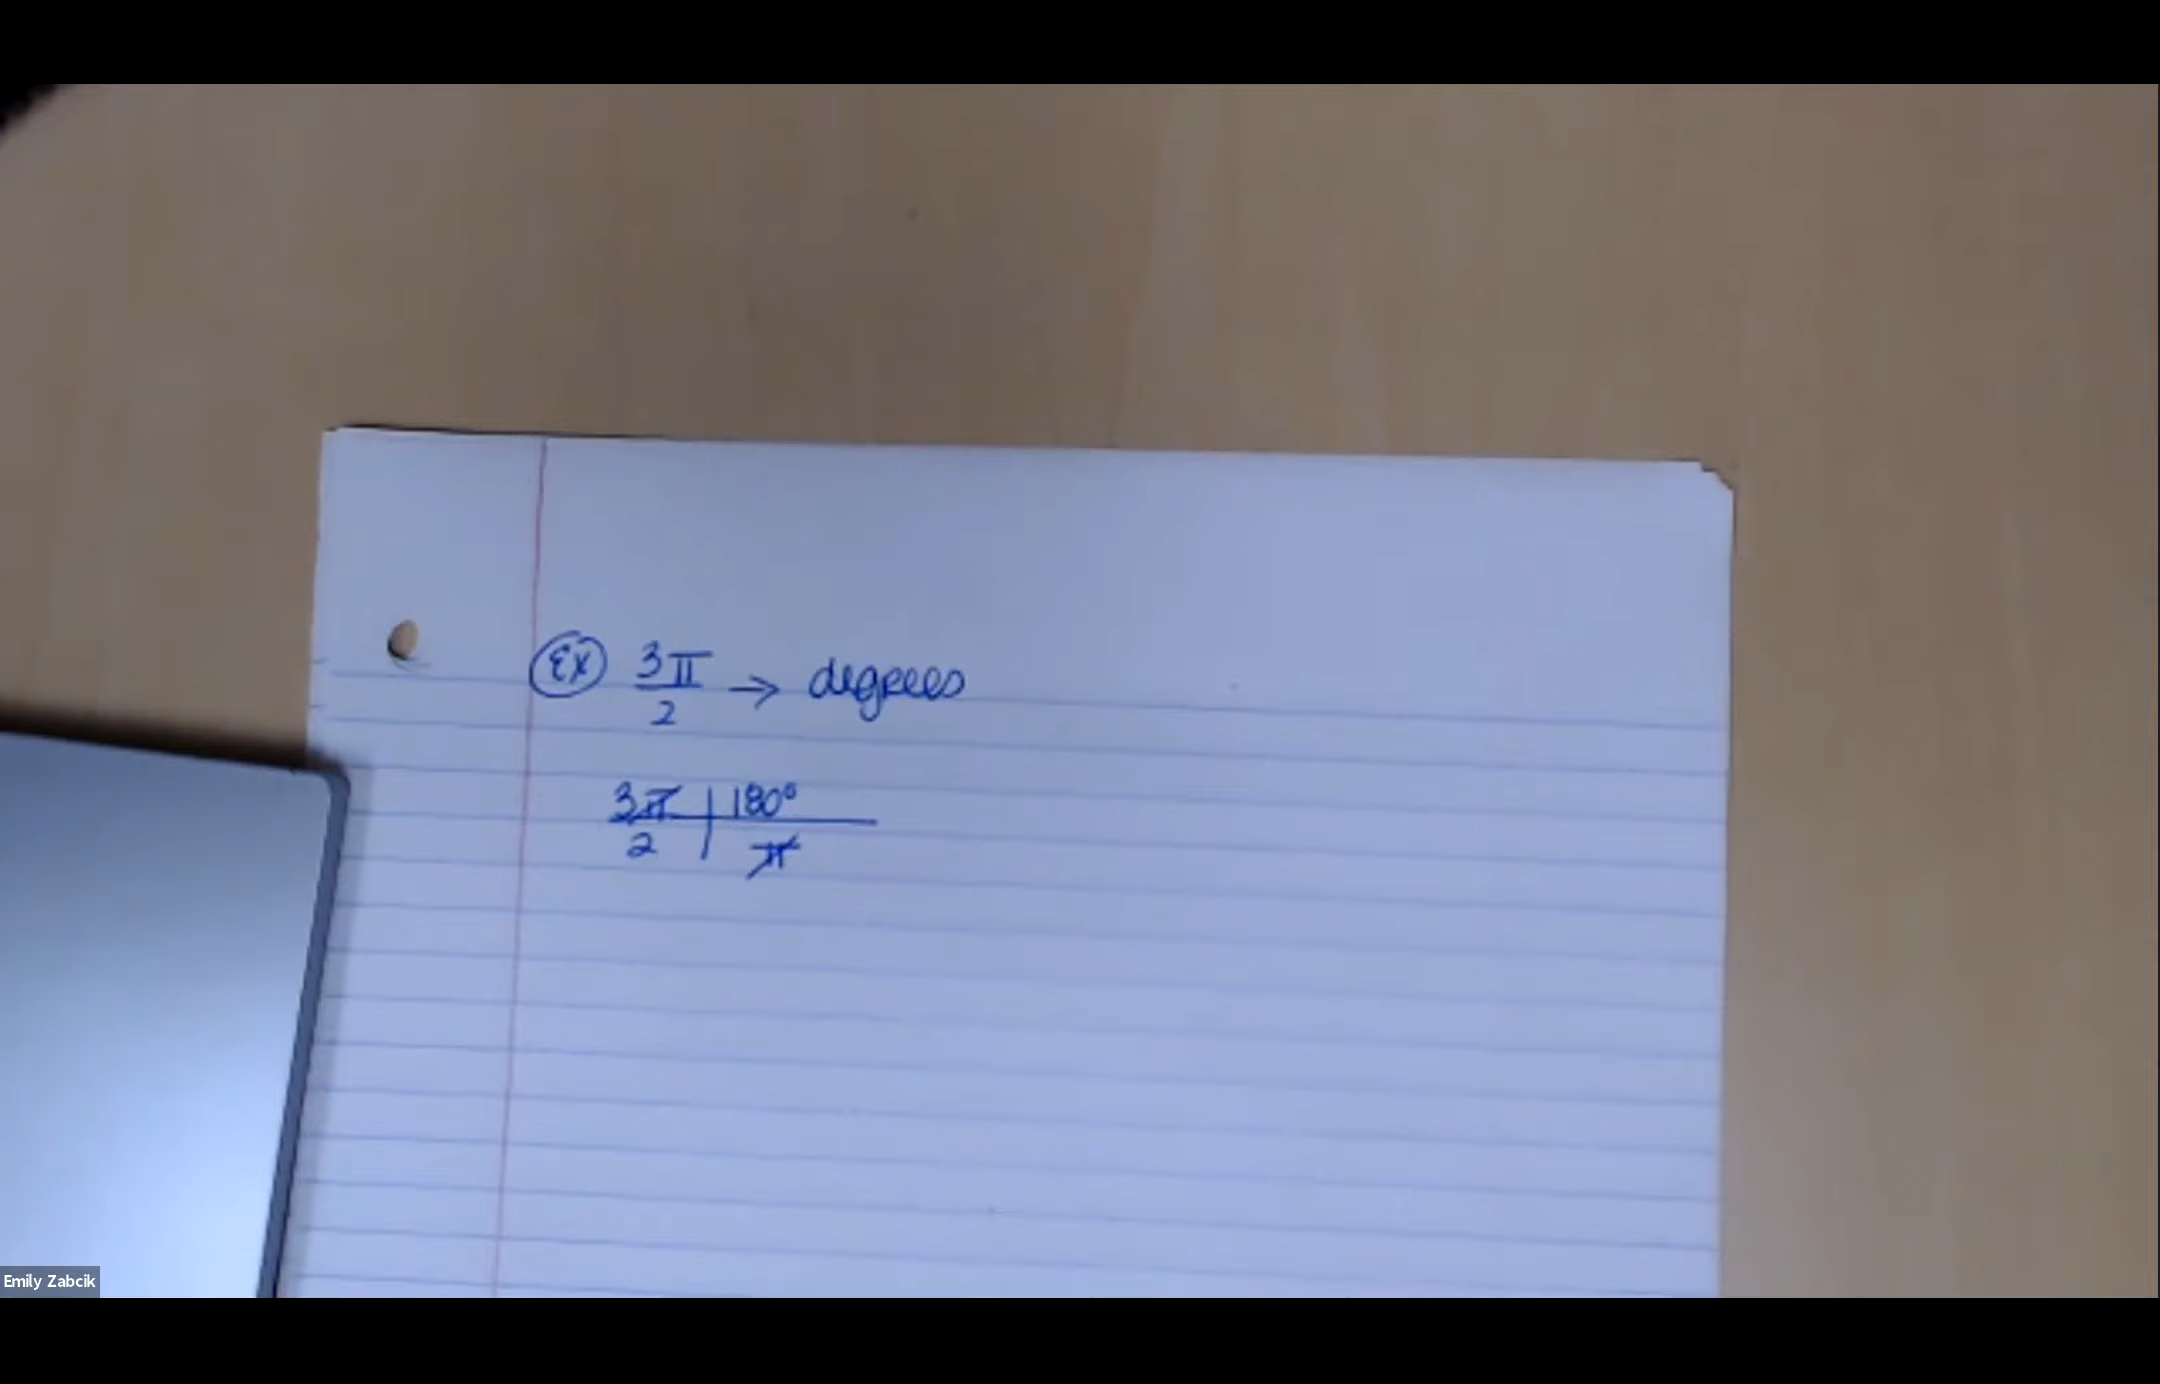 Ex 3π/2 → degrees
3π/2 | 180°/π
Emily Zabcik